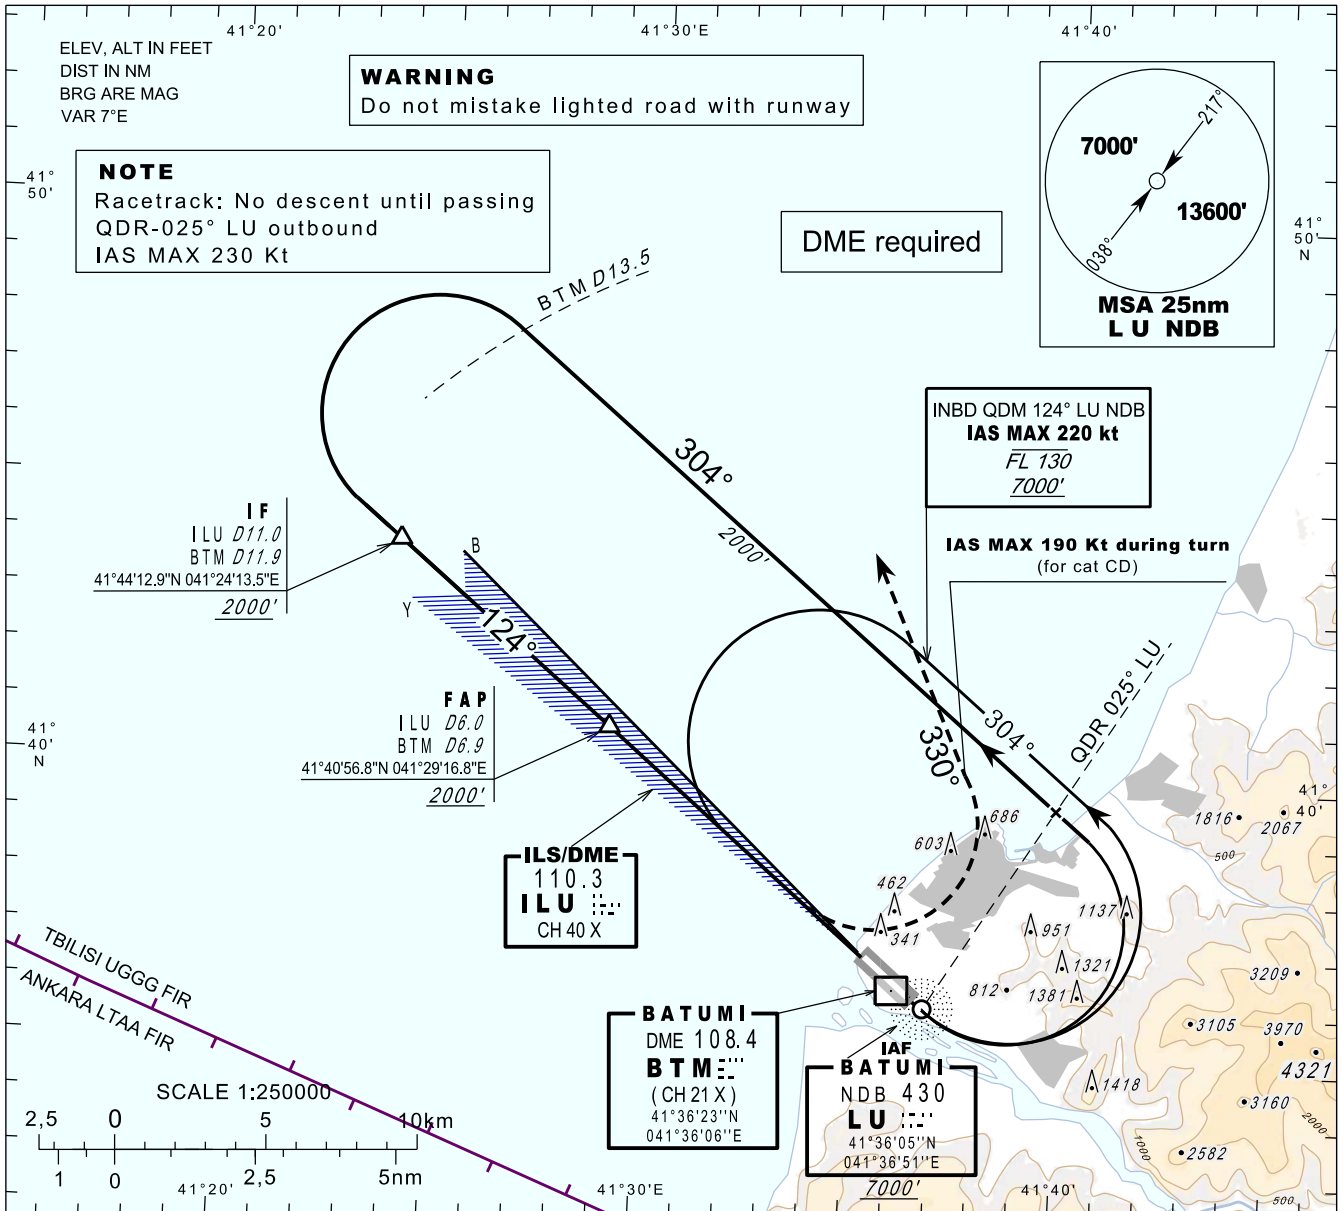 41°20'
41°30'E
41°40'
ELEV, ALT IN FEET
DIST IN NM
BRG ARE MAG
VAR 7°E
WARNING
Do not mistake lighted road with runway
NOTE
Racetrack: No descent until passing
QDR-025° LU outbound
IAS MAX 230 Kt
DME required
217°
7000'
13600'
038°
MSA 25nm
L U NDB
41°
50'
41°
50'
N
BTM D13.5
INBD QDM 124° LU NDB
IAS MAX 220 kt
FL 130
7000'
304°
2000'
IAS MAX 190 Kt during turn
(for cat CD)
I F
ILU D11.0
BTM D11.9
41°44'12.9"N 041°24'13.5"E
2000'
B
Y
124°
F A P
ILU D6.0
BTM D6.9
41°40'56.8"N 041°29'16.8"E
2000'
QDR 025° LU
304°
330°
41°
40'
N
41°
40'
ILS/DME
110.3
ILU
CH 40 X
686
603
462
341
1137
951
1321
1381
812
1816
2067
500
3209
3105
3970
4321
3160
2582
1418
1000
2000
500
TBILISI UGGG FIR
ANKARA LTAA FIR
BATUMI
DME 108.4
BTM
( CH 21 X )
41°36'23''N
041°36'06''E
IAF
BATUMI
NDB 430
LU
41°36'05''N
041°36'51''E
7000'
SCALE 1:250000
2,5 0 5 10km
1 0 2,5 5nm
41°20'
41°30'E
41°40'